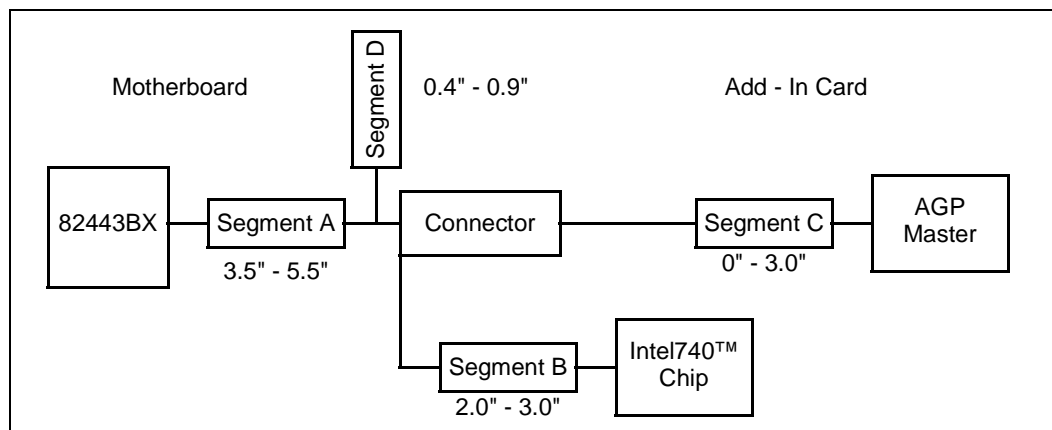 Motherboard
Segment D
0.4" - 0.9"
Add - In Card
82443BX
Segment A
3.5" - 5.5"
Connector
Segment C
0" - 3.0"
AGP
Master
Segment B
2.0" - 3.0"
Intel740™
Chip